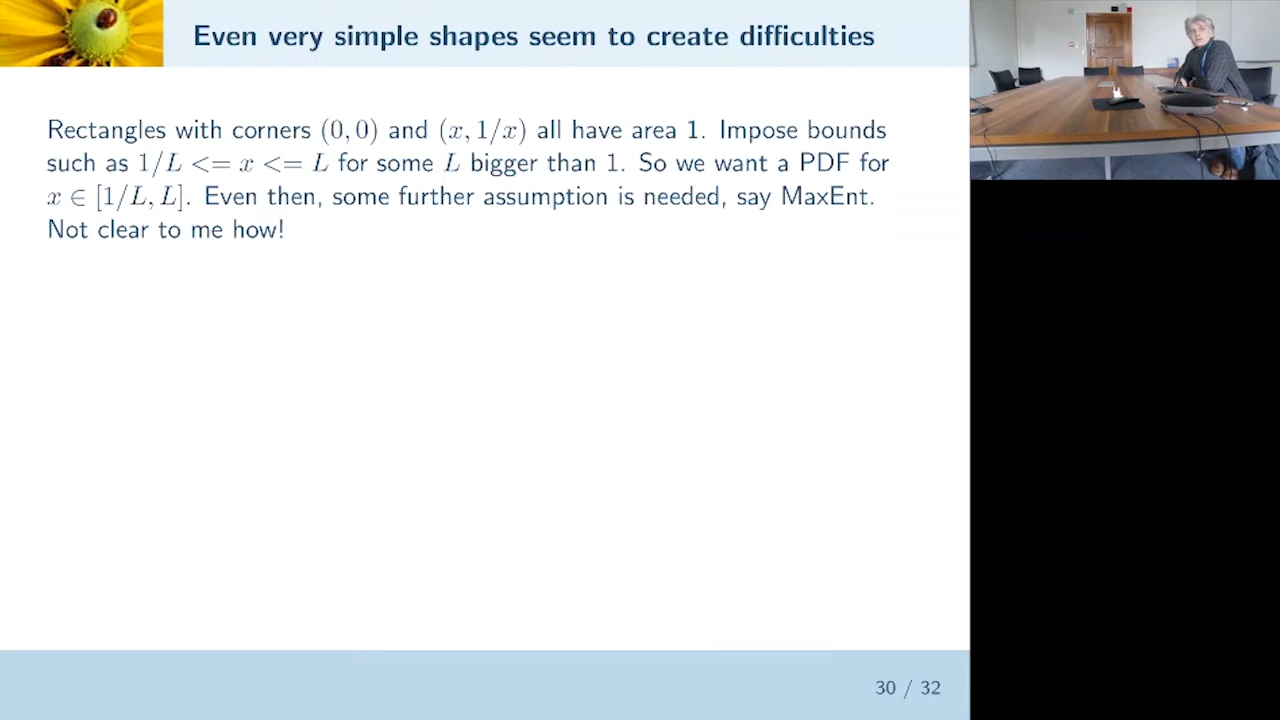 Even very simple shapes seem to create difficulties
Rectangles with corners (0, 0) and (x, 1/x) all have area 1. Impose bounds
such as 1/L <= x <= L for some L bigger than 1. So we want a PDF for
x ∈ [1/L, L]. Even then, some further assumption is needed, say MaxEnt.
Not clear to me how!
30 / 32